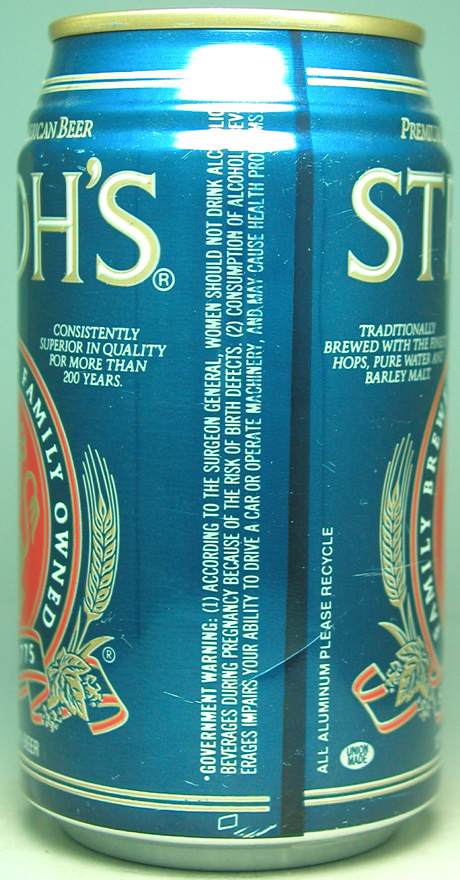 AMERICAN BEER
OH'S®
CONSISTENTLY
SUPERIOR IN QUALITY
FOR MORE THAN
200 YEARS.
FAMILY OWNED
®
BEER
•GOVERNMENT WARNING: (1) ACCORDING TO THE SURGEON GENERAL, WOMEN SHOULD NOT DRINK ALCOHOLIC
BEVERAGES DURING PREGNANCY BECAUSE OF THE RISK OF BIRTH DEFECTS. (2) CONSUMPTION OF ALCOHOLIC BEV
ERAGES IMPAIRS YOUR ABILITY TO DRIVE A CAR OR OPERATE MACHINERY, AND MAY CAUSE HEALTH PROBLEMS
ALL ALUMINUM PLEASE RECYCLE
UNION
MADE
PREMIUM
ST
TRADITIONALLY
BREWED WITH THE FINEST
HOPS, PURE WATER AND
BARLEY MALT.
FAMILY BREWE